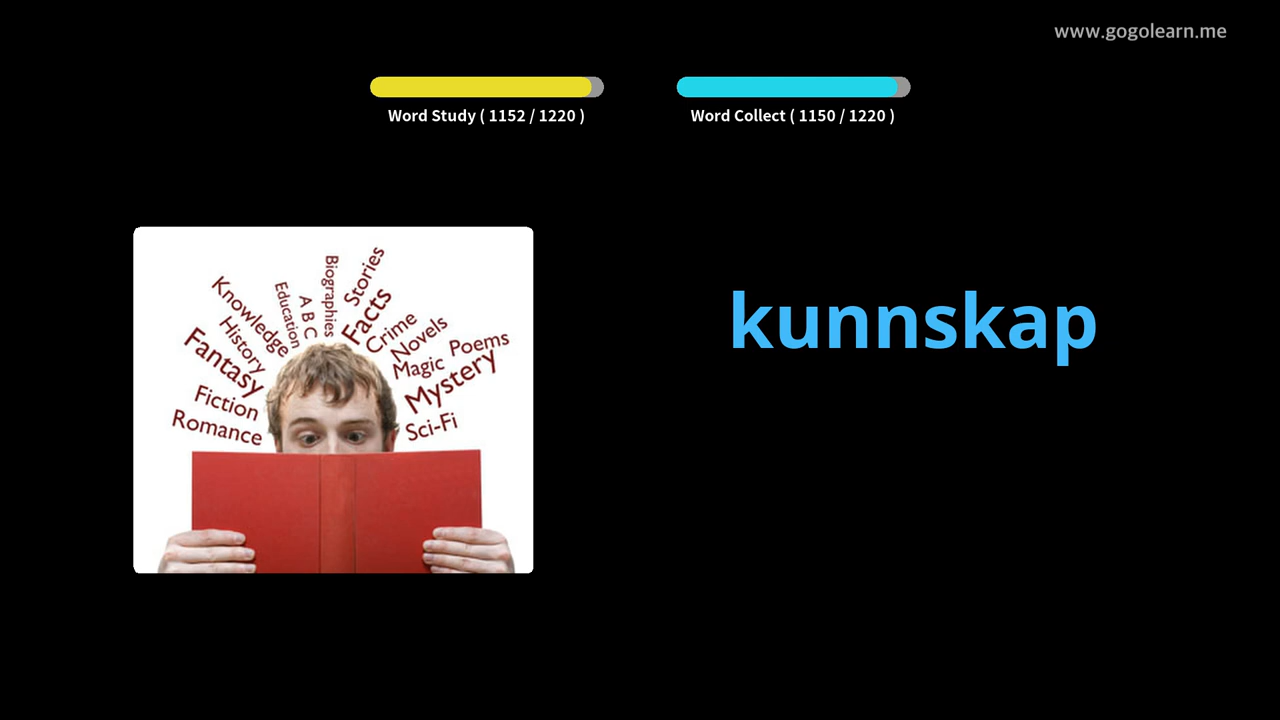 www.gogolearn.me
Word Study ( 1152 / 1220 )
Word Collect ( 1150 / 1220 )
kunnskap
Knowledge
Education
A B C
Biographies
Stories
Facts
Crime
Novels
Poems
Magic
Mystery
Sci-Fi
History
Fantasy
Fiction
Romance